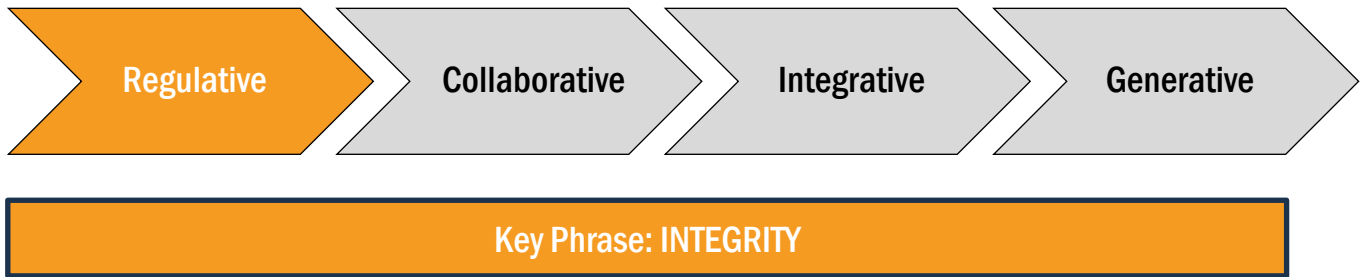 Regulative
Collaborative
Integrative
Generative
Key Phrase: INTEGRITY